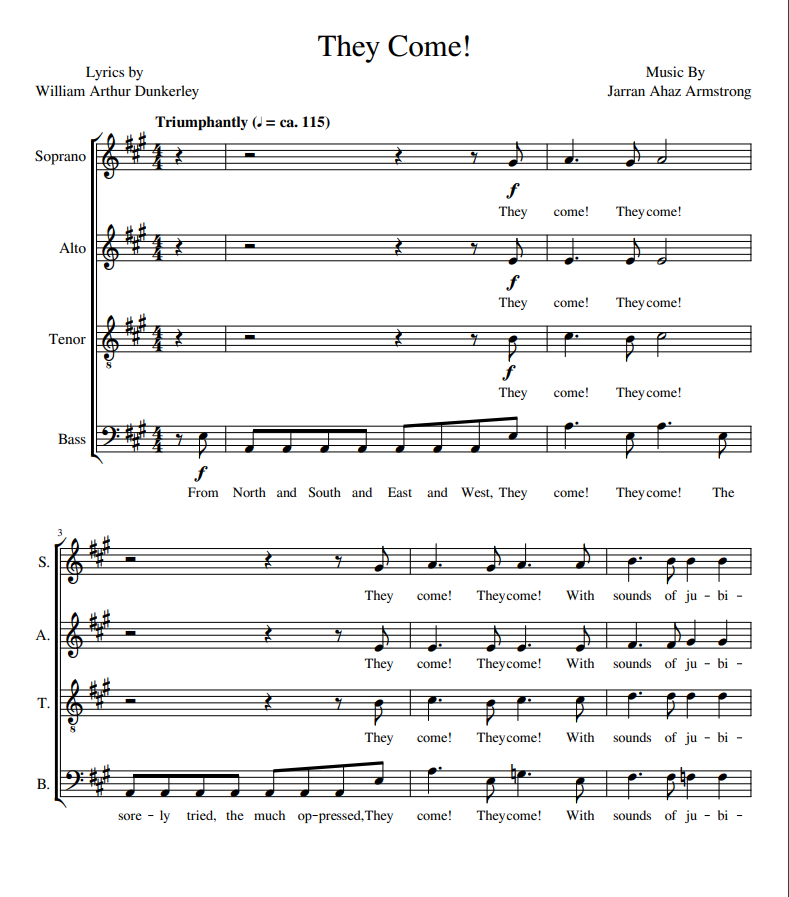 They Come!
Lyrics by
William Arthur Dunkerley
Music By
Jarran Ahaz Armstrong
Triumphantly (♩ = ca. 115)
Soprano
f
They come! They come!
Alto
f
They come! They come!
Tenor
8
f
They come! They come!
Bass
f
From North and South and East and West, They come! They come! The
3
S.
They come! They come! With sounds of ju - bi -
A.
They come! They come! With sounds of ju - bi -
T.
8
They come! They come! With sounds of ju - bi -
B.
sore - ly tried, the much op-pressed, They come! They come! With sounds of ju - bi -